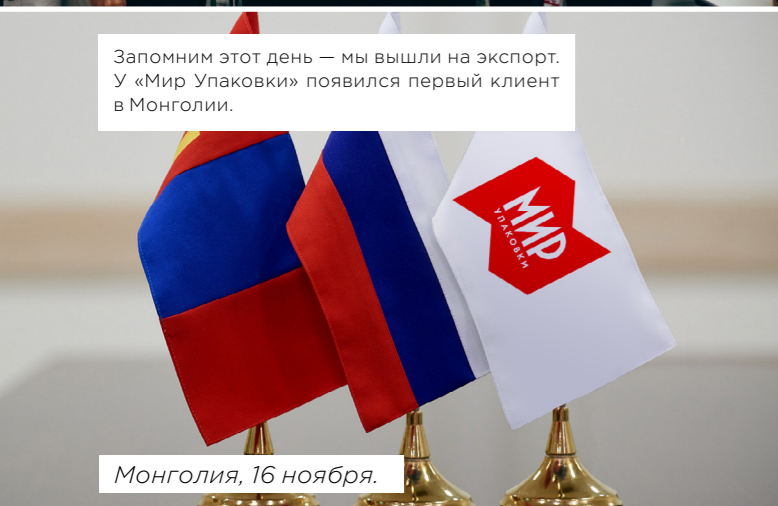 Запомним этот день — мы вышли на экспорт.
У «Мир Упаковки» появился первый клиент
в Монголии.
МИР
УПАКОВКИ
Монголия, 16 ноября.